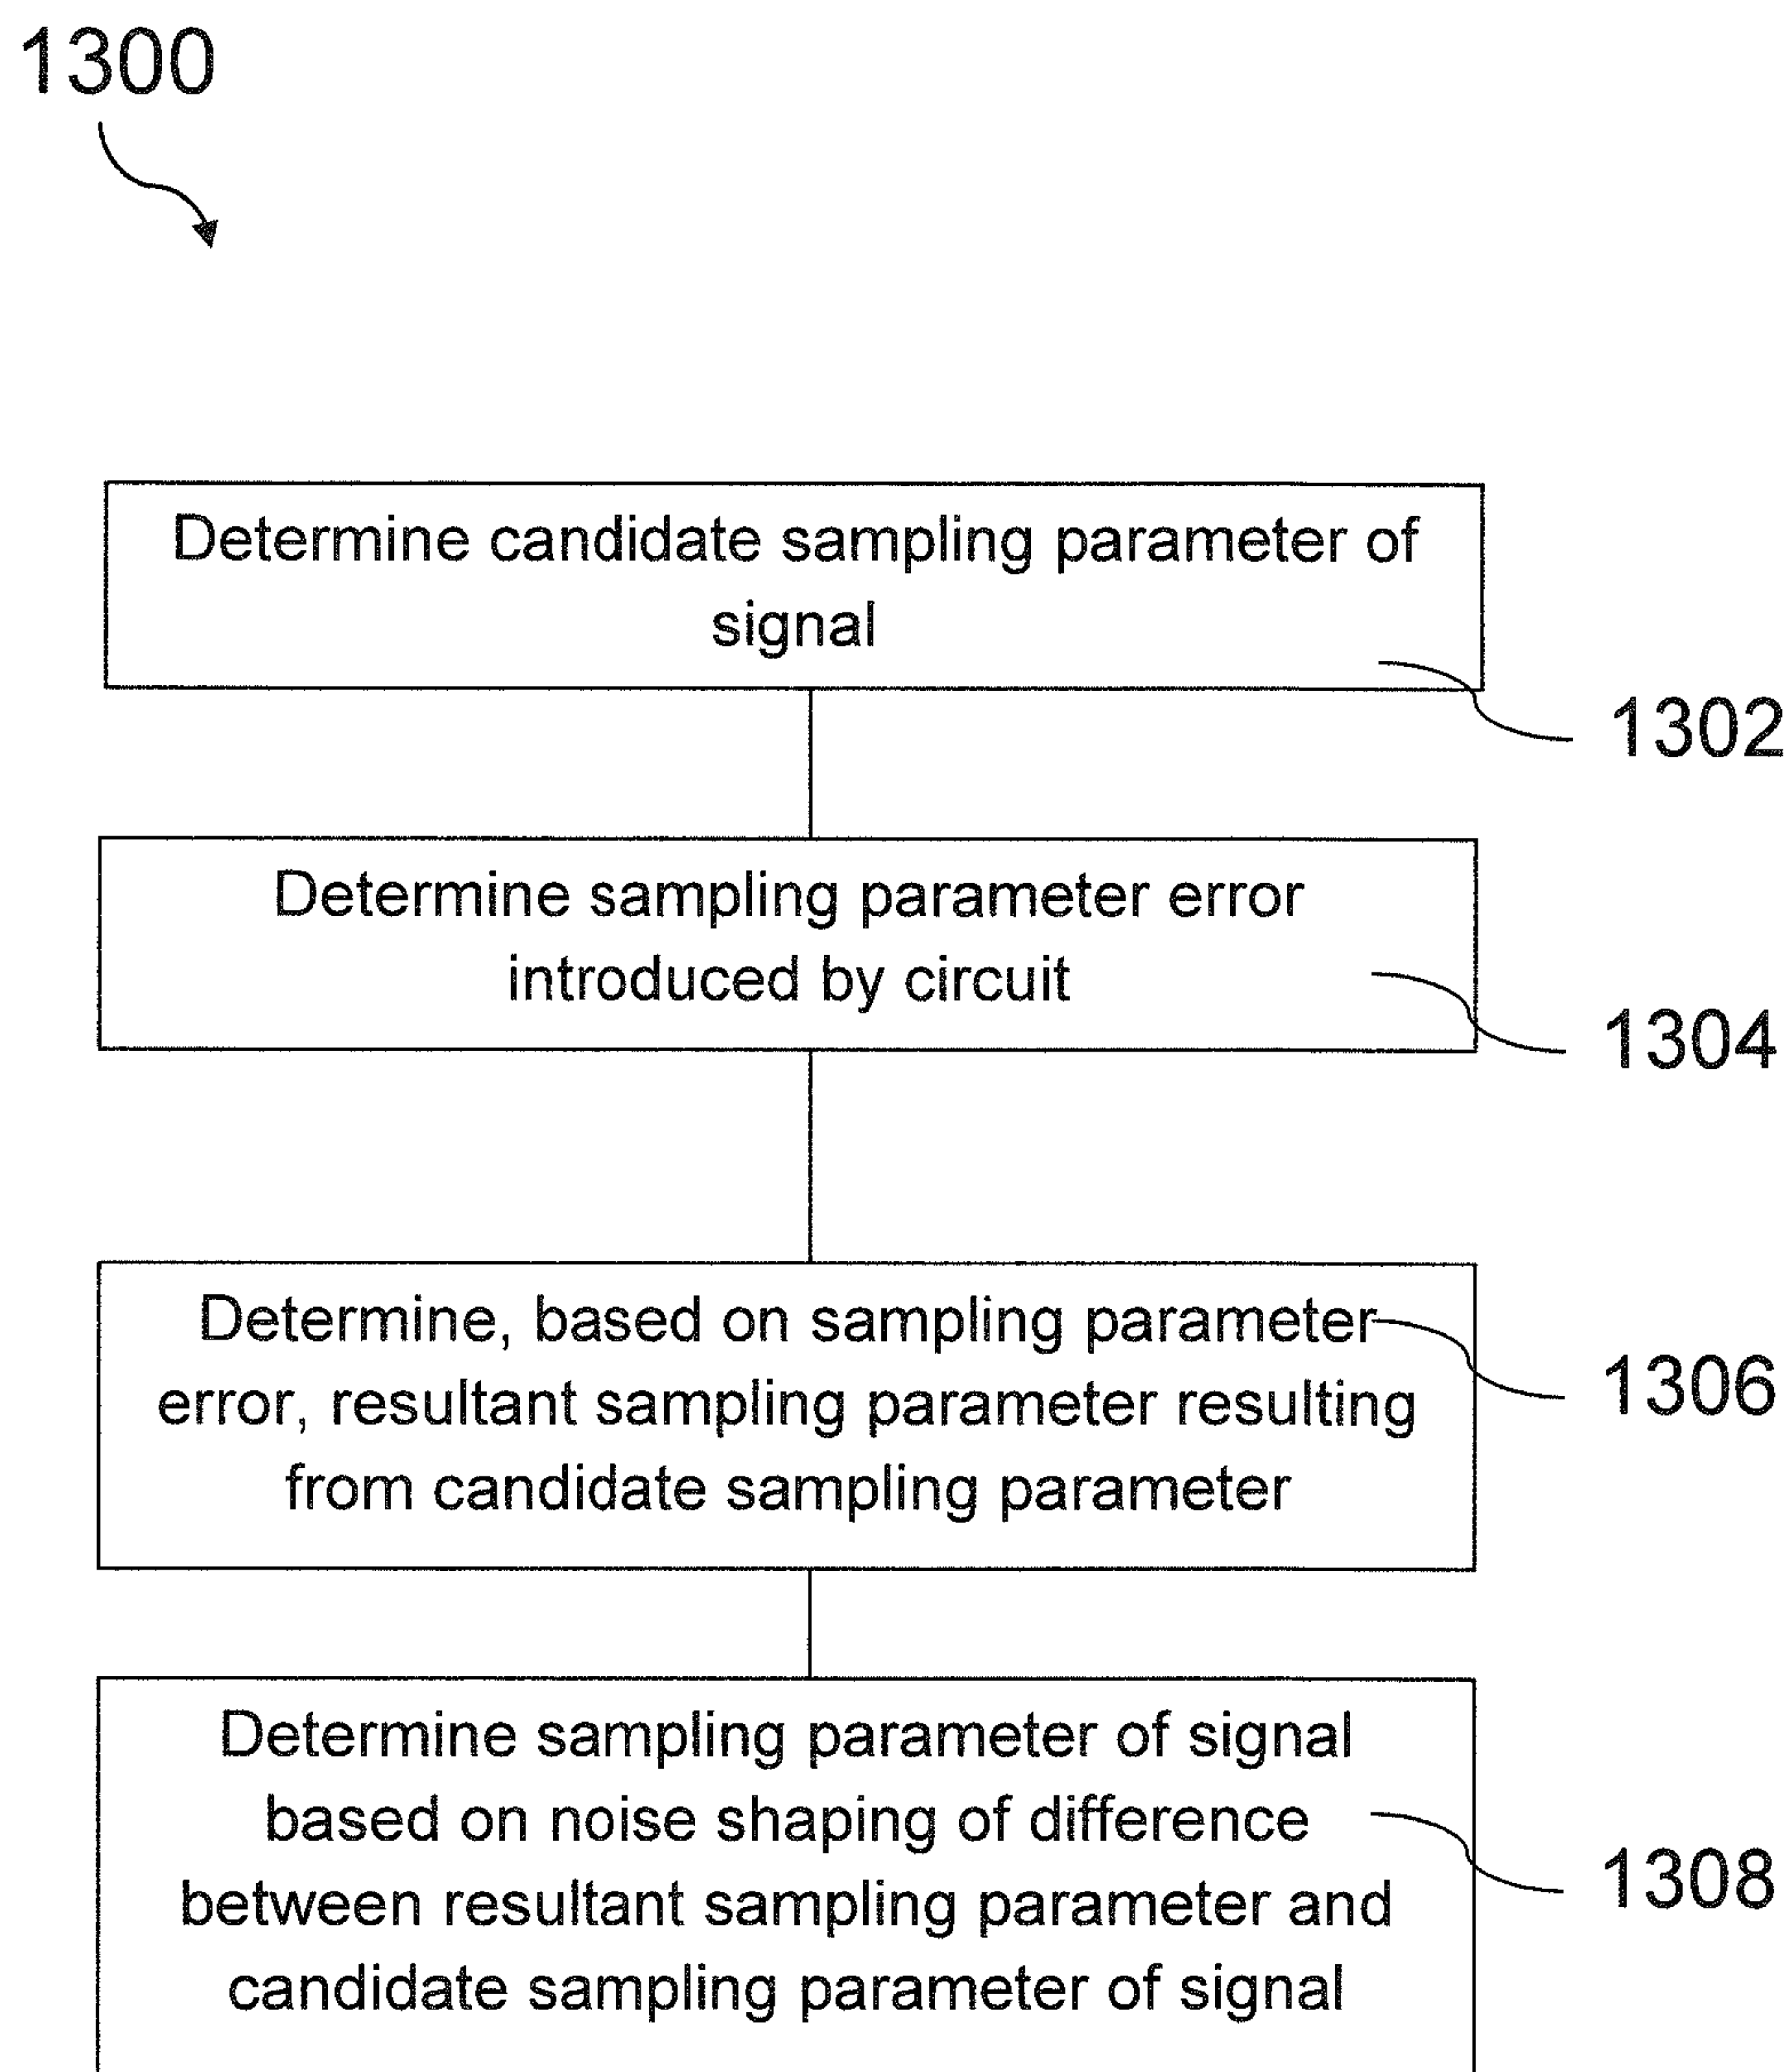 1300
Determine candidate sampling parameter of
signal
1302
Determine sampling parameter error
introduced by circuit
1304
Determine, based on sampling parameter
error, resultant sampling parameter resulting
from candidate sampling parameter
1306
Determine sampling parameter of signal
based on noise shaping of difference
between resultant sampling parameter and
candidate sampling parameter of signal
1308